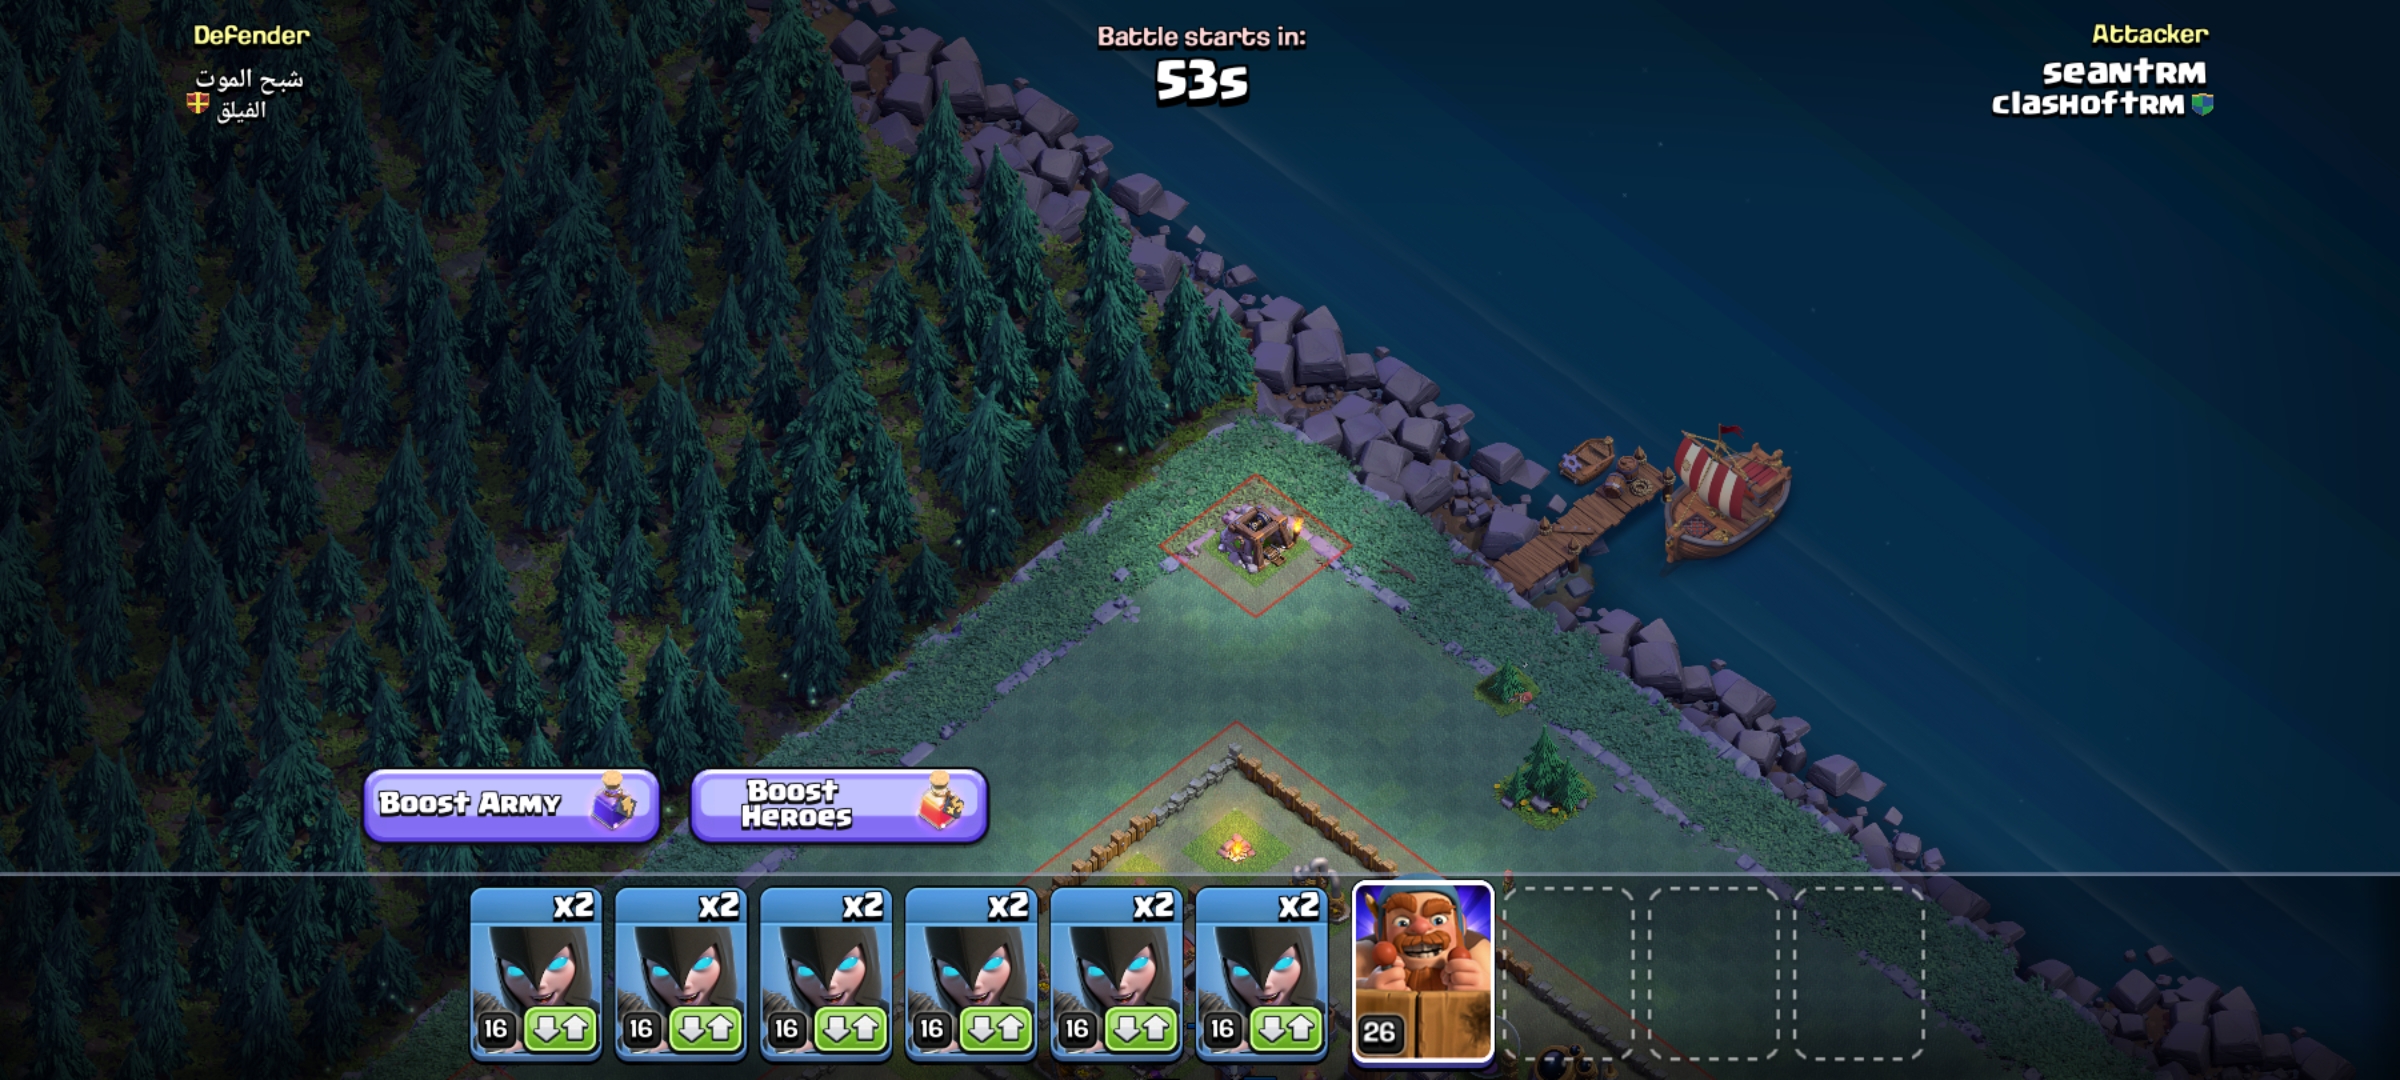 Defender
شبح الموت
الفيلق
Battle starts in:
53s
Attacker
seantRM
clashoftRM
Boost Army
Boost
Heroes
x2
x2
x2
x2
x2
x2
16
16
16
16
16
16
26